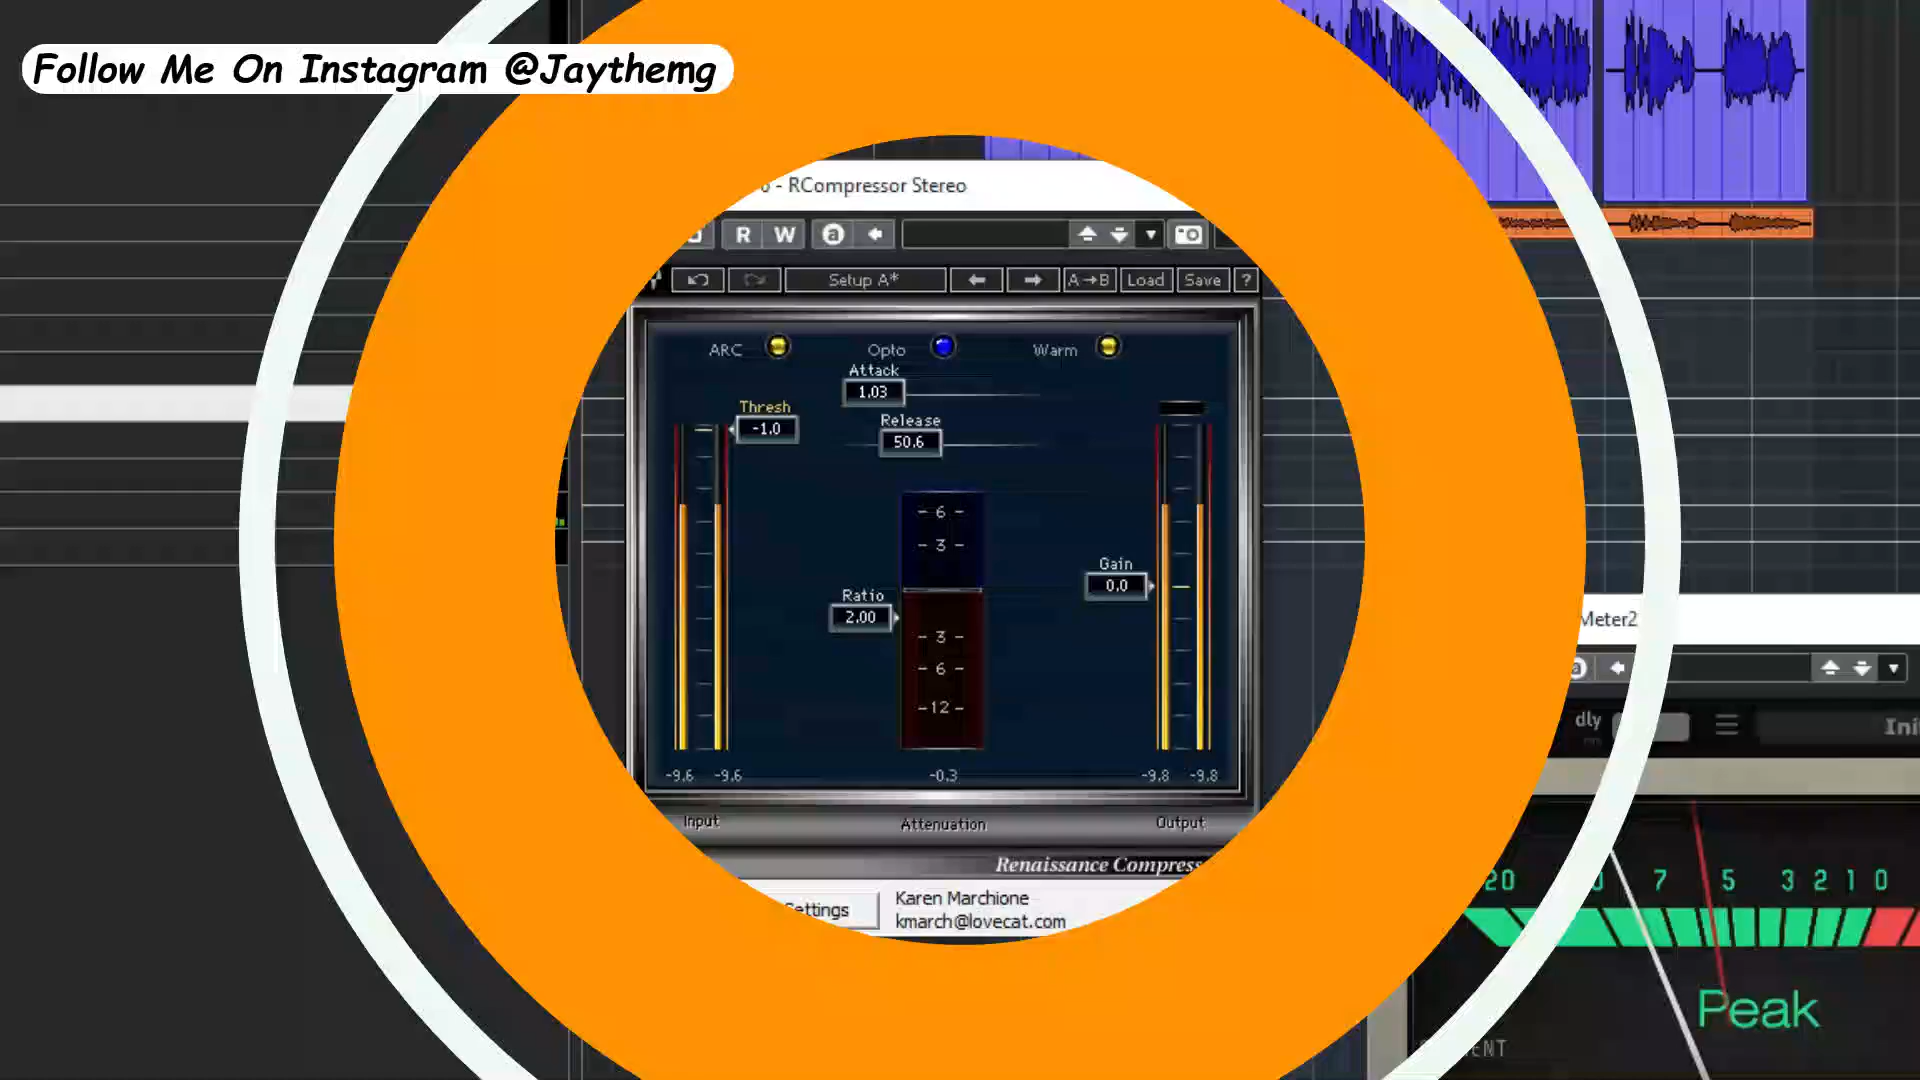 Follow Me On Instagram @Jaythemg
- RCompressor Stereo
R W a
Setup A* A→B Load Save ?
ARC Opto Warm
Attack
1.03
Thresh
-1.0
Release
50.6
- 6 -
- 3 -
Gain
0.0
Ratio
2.00
- 3 -
- 6 -
-12 -
-9.6 -9.6 -0.3 -9.8 -9.8
Input Attenuation Output
Renaissance Compress
Settings
Karen Marchione
kmarch@lovecat.com
Meter2
a
dly Ini
20 7 5 3 2 1 0
Peak